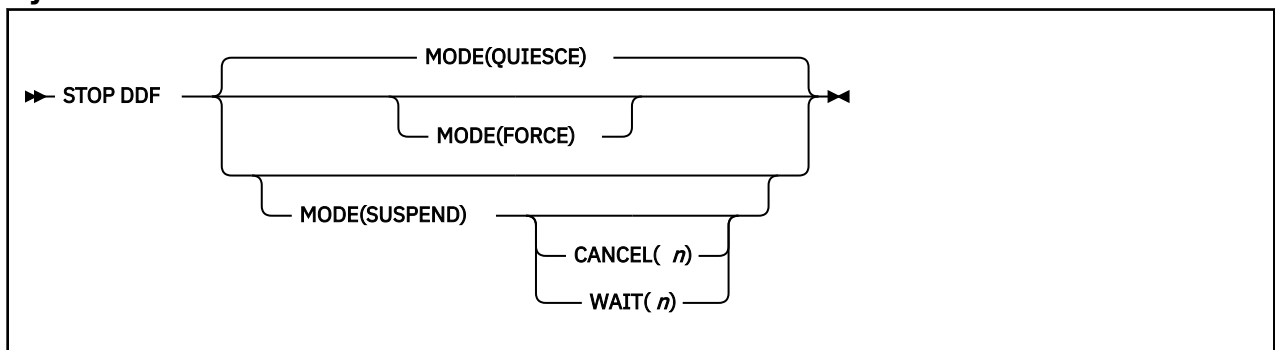 MODE(QUIESCE)
STOP DDF
MODE(FORCE)
MODE(SUSPEND)
CANCEL( n)
WAIT( n)